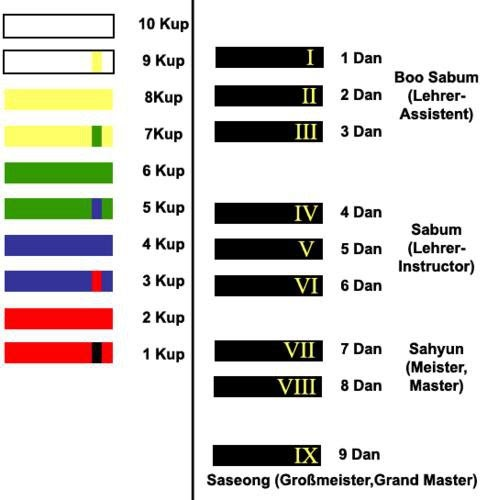 10 Kup
9 Kup
8Kup
7Kup
6 Kup
5 Kup
4 Kup
3 Kup
2 Kup
1 Kup
I 1 Dan
II 2 Dan
III 3 Dan
Boo Sabum
(Lehrer-
Assistent)
IV 4 Dan
V 5 Dan
VI 6 Dan
Sabum
(Lehrer-
Instructor)
VII 7 Dan
VIII 8 Dan
Sahyun
(Meister,
Master)
IX 9 Dan
Saseong (Großmeister,Grand Master)